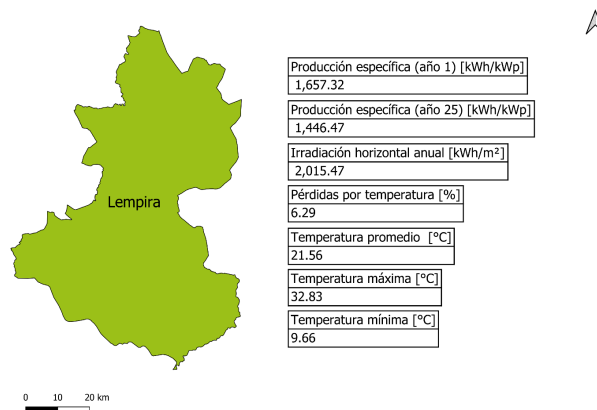 Producción específica (año 1) [kWh/kWp]
1,657.32
Producción específica (año 25) [kWh/kWp]
1,446.47
Irradiación horizontal anual [kWh/m²]
2,015.47
Pérdidas por temperatura [%]
6.29
Temperatura promedio [°C]
21.56
Temperatura máxima [°C]
32.83
Temperatura mínima [°C]
9.66
Lempira
0 10 20 km